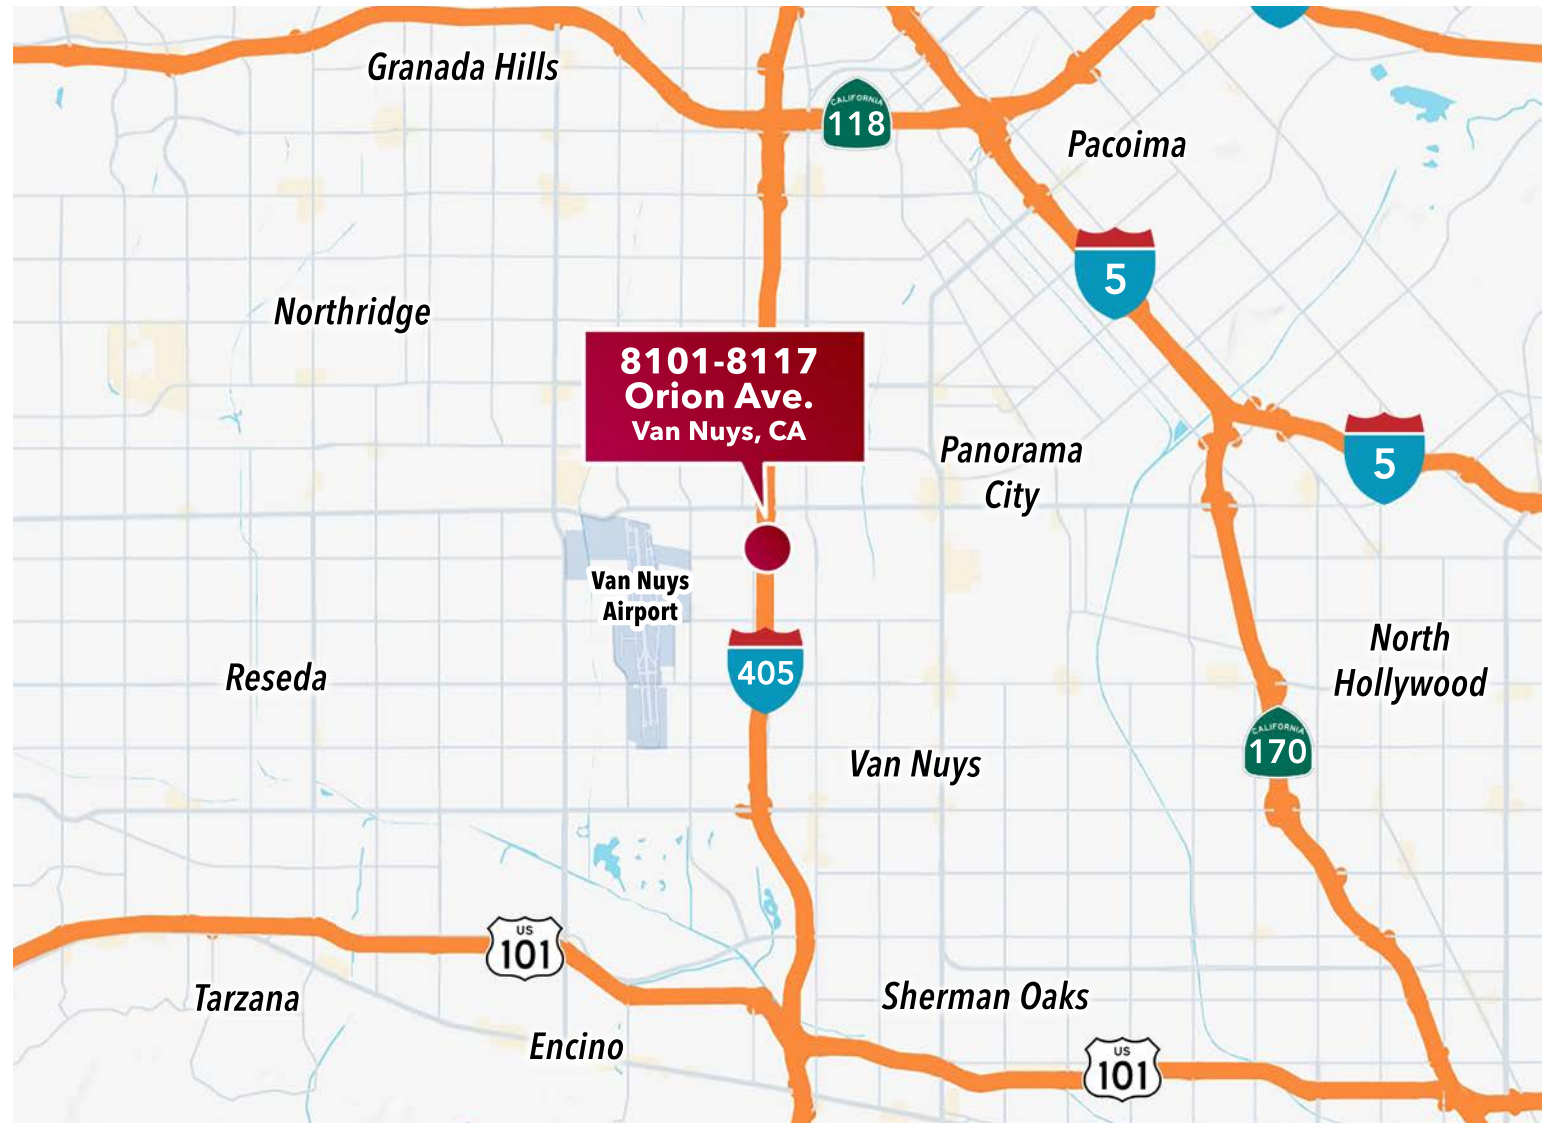 Granada Hills
CALIFORNIA
118
Pacoima
5
Northridge
8101-8117
Orion Ave.
Van Nuys, CA
Panorama
City
5
Van Nuys
Airport
North
Hollywood
405
Reseda
CALIFORNIA
170
Van Nuys
US
101
Tarzana
Sherman Oaks
Encino
US
101